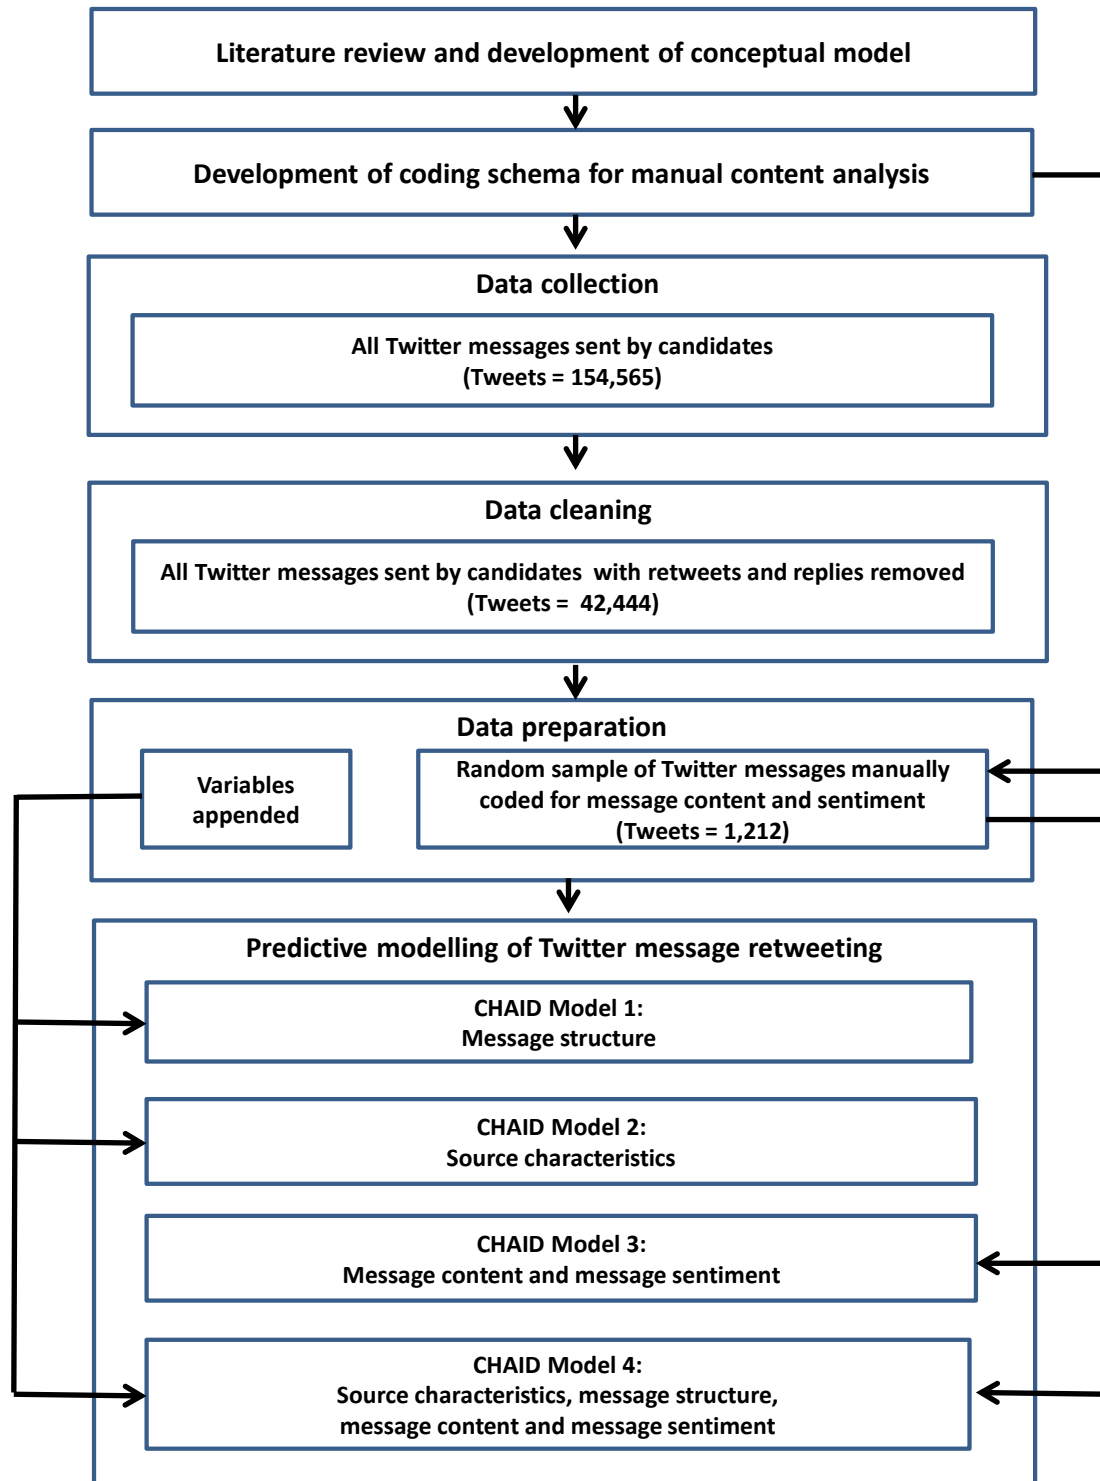 Literature review and development of conceptual model
Development of coding schema for manual content analysis
Data collection
All Twitter messages sent by candidates
(Tweets = 154,565)
Data cleaning
All Twitter messages sent by candidates with retweets and replies removed
(Tweets = 42,444)
Data preparation
Variables
appended
Random sample of Twitter messages manually
coded for message content and sentiment
(Tweets = 1,212)
Predictive modelling of Twitter message retweeting
CHAID Model 1:
Message structure
CHAID Model 2:
Source characteristics
CHAID Model 3:
Message content and message sentiment
CHAID Model 4:
Source characteristics, message structure,
message content and message sentiment